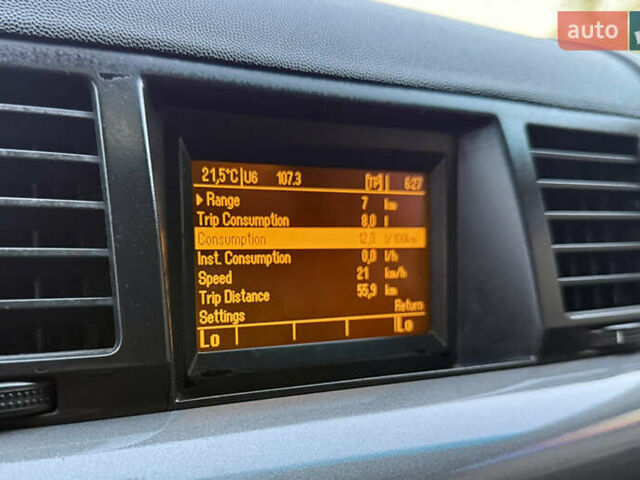 auto
21,5°C U6 107.3 [TP] 6:27
Range 7 km
Trip Consumption 8,0 l
Consumption 12,0 l/100km
Inst. Consumption 0,0 l/h
Speed 21 km/h
Trip Distance 55,9 km
Settings Return
Lo Lo